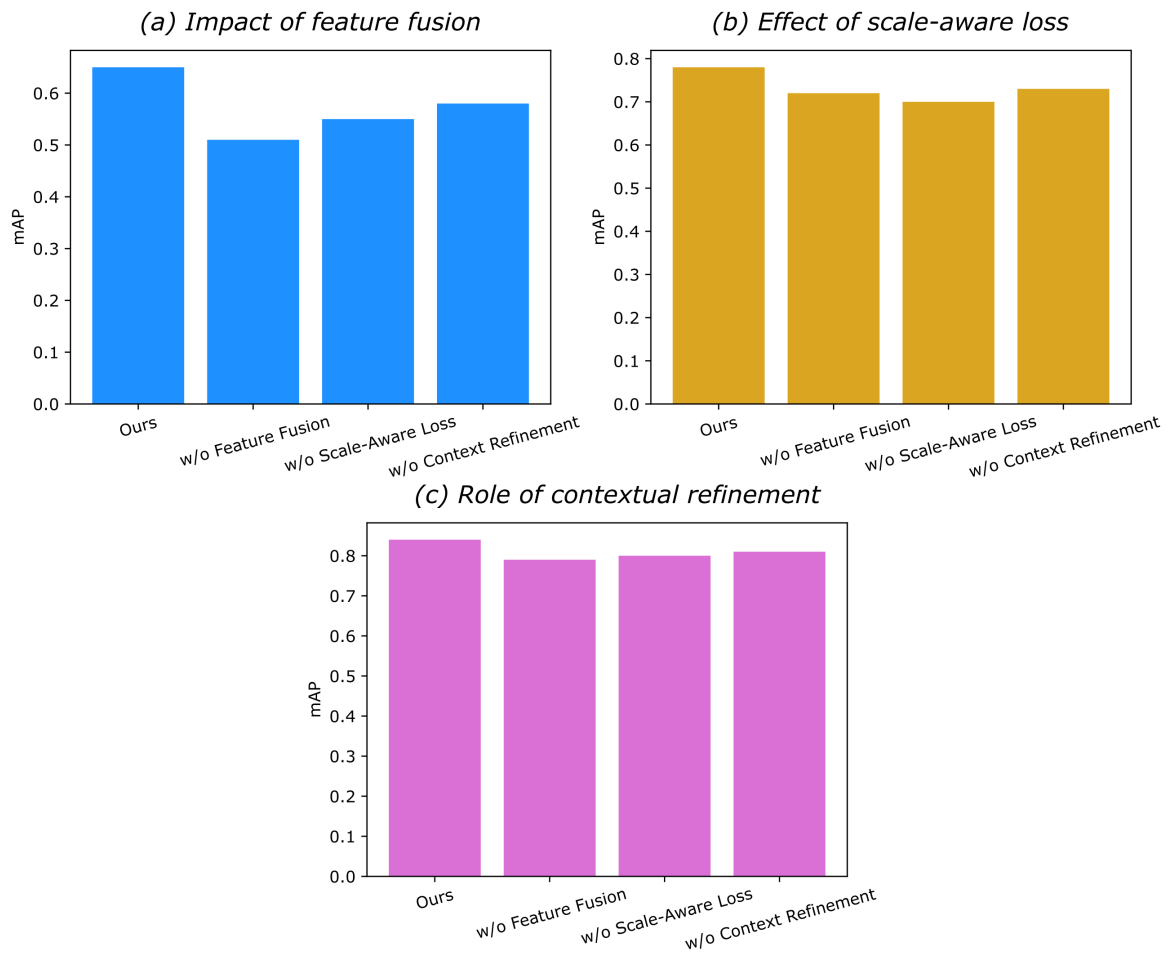 (a) Impact of feature fusion
mAP
0.6
0.5
0.4
0.3
0.2
0.1
0.0
Ours
w/o Feature Fusion
w/o Scale-Aware Loss
w/o Context Refinement
(b) Effect of scale-aware loss
mAP
0.8
0.7
0.6
0.5
0.4
0.3
0.2
0.1
0.0
Ours
w/o Feature Fusion
w/o Scale-Aware Loss
w/o Context Refinement
(c) Role of contextual refinement
mAP
0.8
0.7
0.6
0.5
0.4
0.3
0.2
0.1
0.0
Ours
w/o Feature Fusion
w/o Scale-Aware Loss
w/o Context Refinement